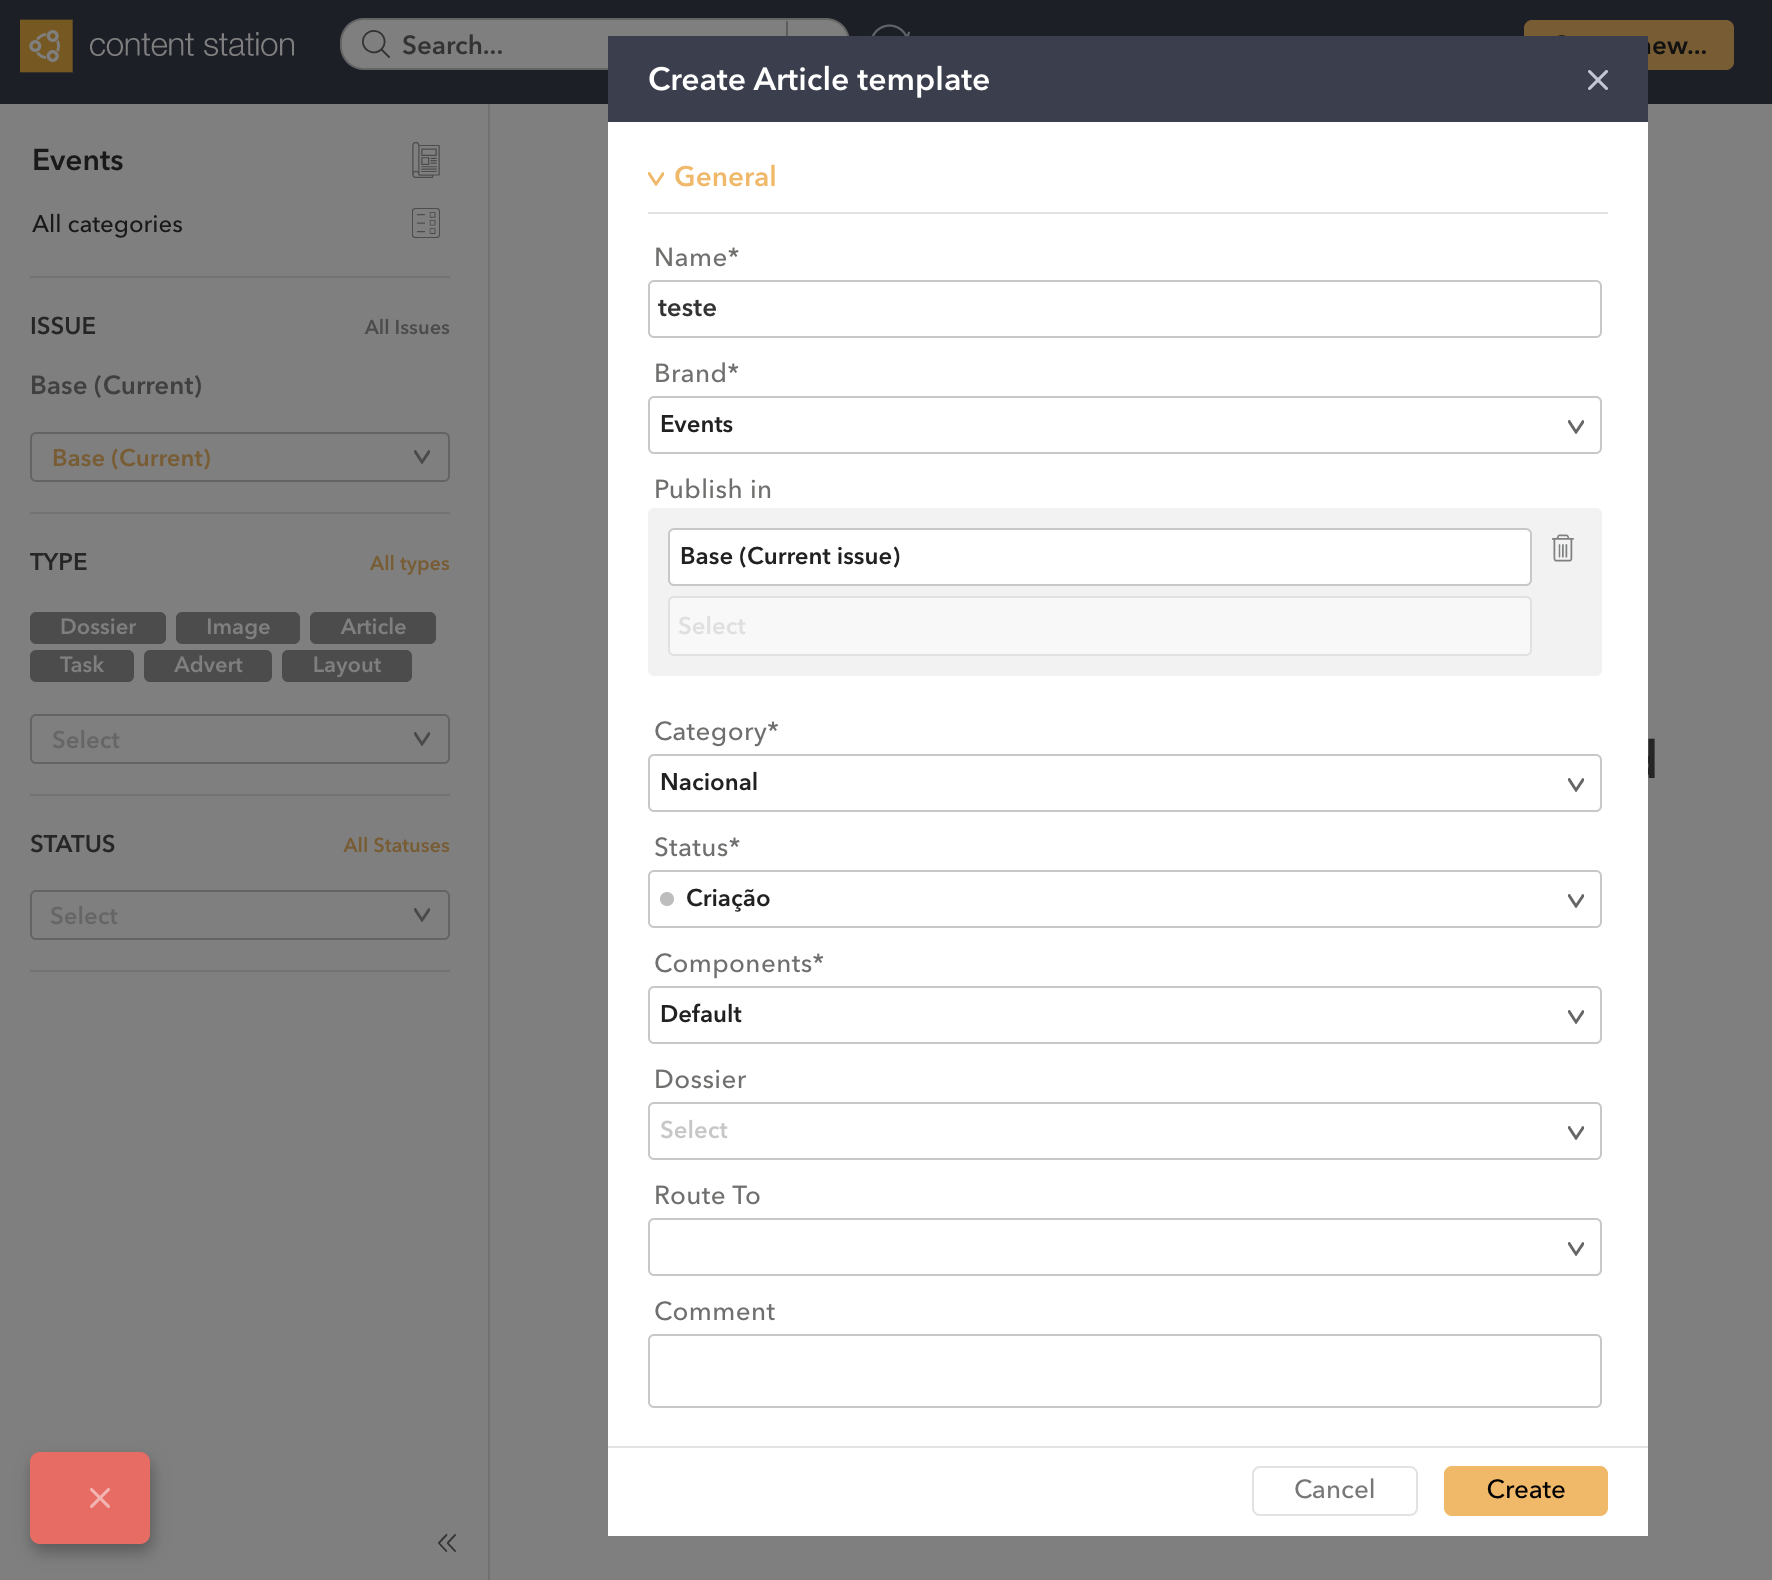 content station
Search...
Create Article template
Events
All categories
ISSUE
All Issues
Base (Current)
Base (Current)
TYPE
All types
Dossier
Image
Article
Task
Advert
Layout
Select
STATUS
All Statuses
Select
General
Name*
teste
Brand*
Events
Publish in
Base (Current issue)
Select
Category*
Nacional
Status*
Criação
Components*
Default
Dossier
Select
Route To
Comment
Cancel
Create